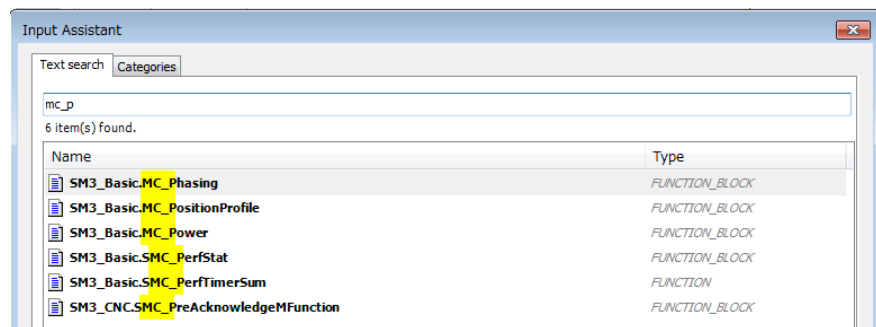 Input Assistant
Text search Categories
mc_p
6 item(s) found.
Name Type
SM3_Basic.MC_Phasing FUNCTION_BLOCK
SM3_Basic.MC_PositionProfile FUNCTION_BLOCK
SM3_Basic.MC_Power FUNCTION_BLOCK
SM3_Basic.SMC_PerfStat FUNCTION_BLOCK
SM3_Basic.SMC_PerfTimerSum FUNCTION
SM3_CNC.SMC_PreAcknowledgeMFunction FUNCTION_BLOCK